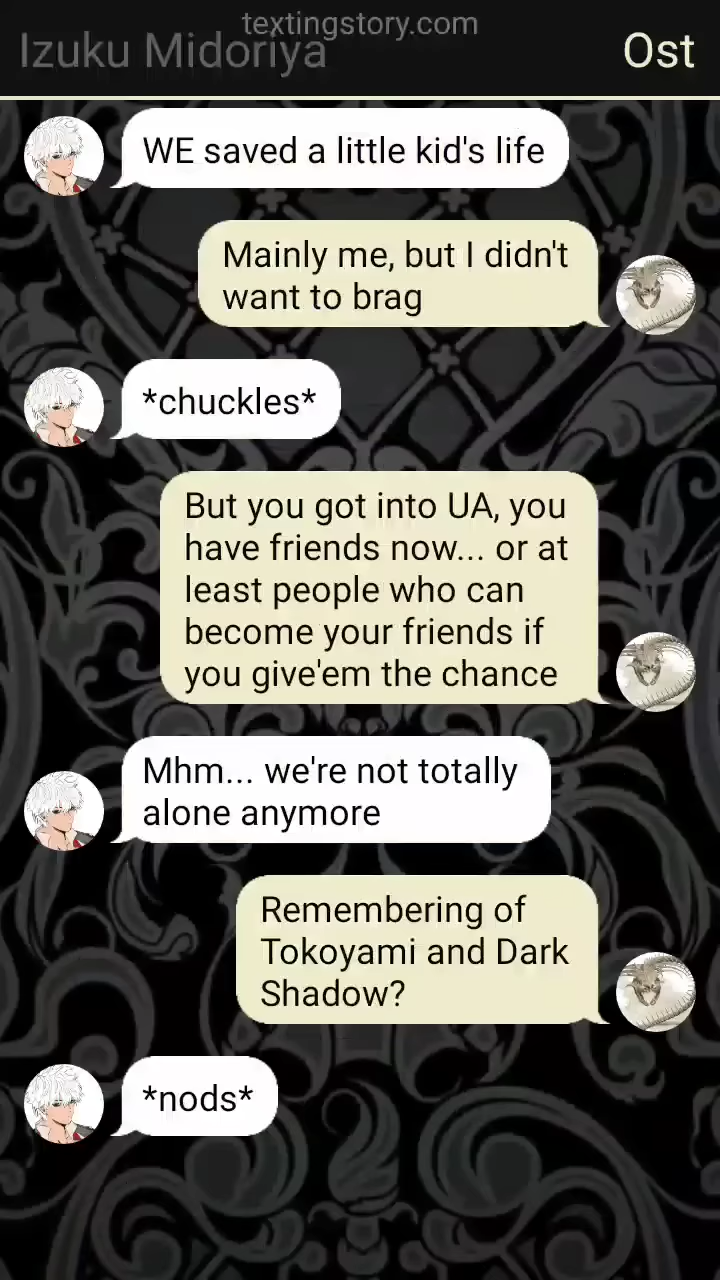 textingstory.com
Izuku Midoriya
Ost
WE saved a little kid's life
Mainly me, but I didn't
want to brag
*chuckles*
But you got into UA, you
have friends now... or at
least people who can
become your friends if
you give'em the chance
Mhm... we're not totally
alone anymore
Remembering of
Tokoyami and Dark
Shadow?
*nods*